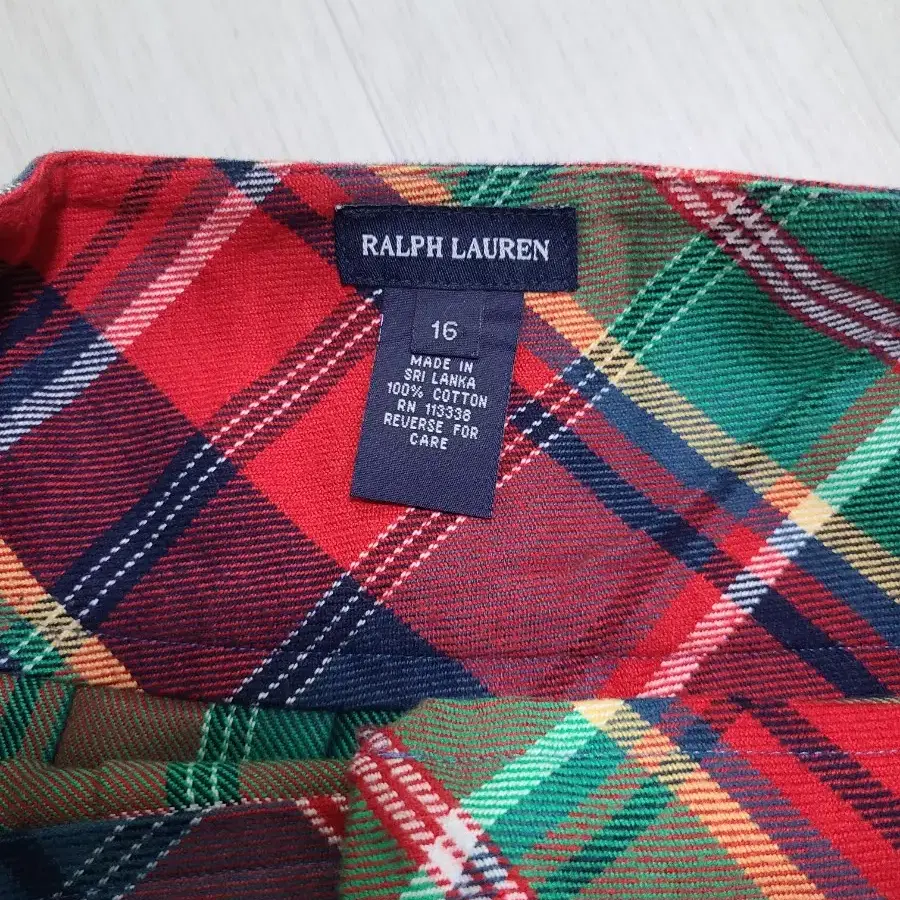 RALPH LAUREN
16
MADE IN
SRI LANKA
100% COTTON
RN 113338
REVERSE FOR
CARE